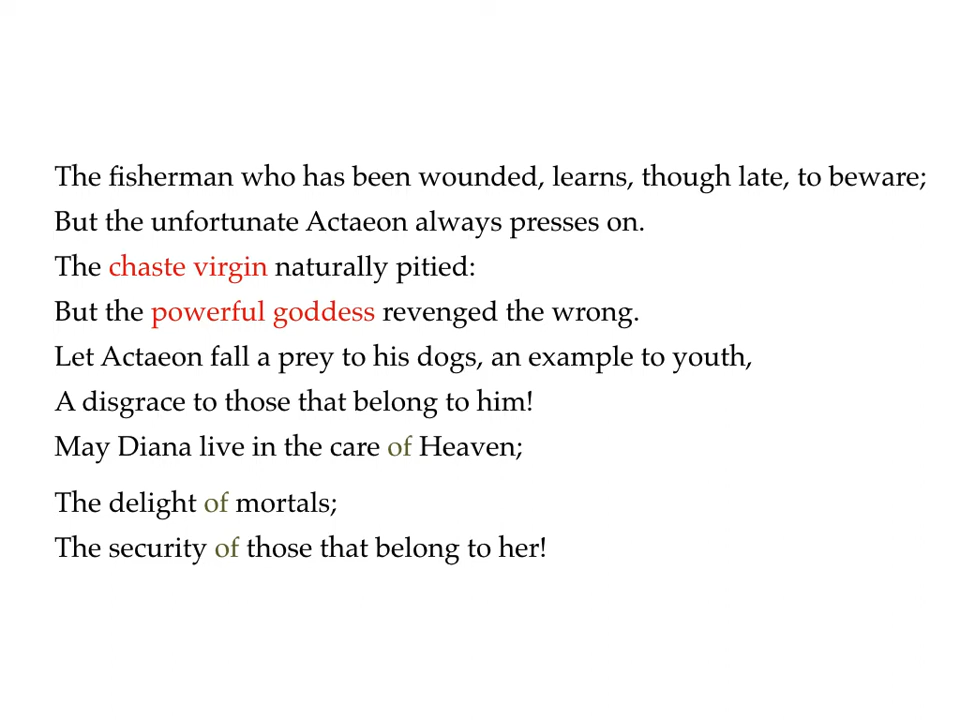 The fisherman who has been wounded, learns, though late, to beware;
But the unfortunate Actaeon always presses on.
The chaste virgin naturally pitied:
But the powerful goddess revenged the wrong.
Let Actaeon fall a prey to his dogs, an example to youth,
A disgrace to those that belong to him!
May Diana live in the care of Heaven;
The delight of mortals;
The security of those that belong to her!